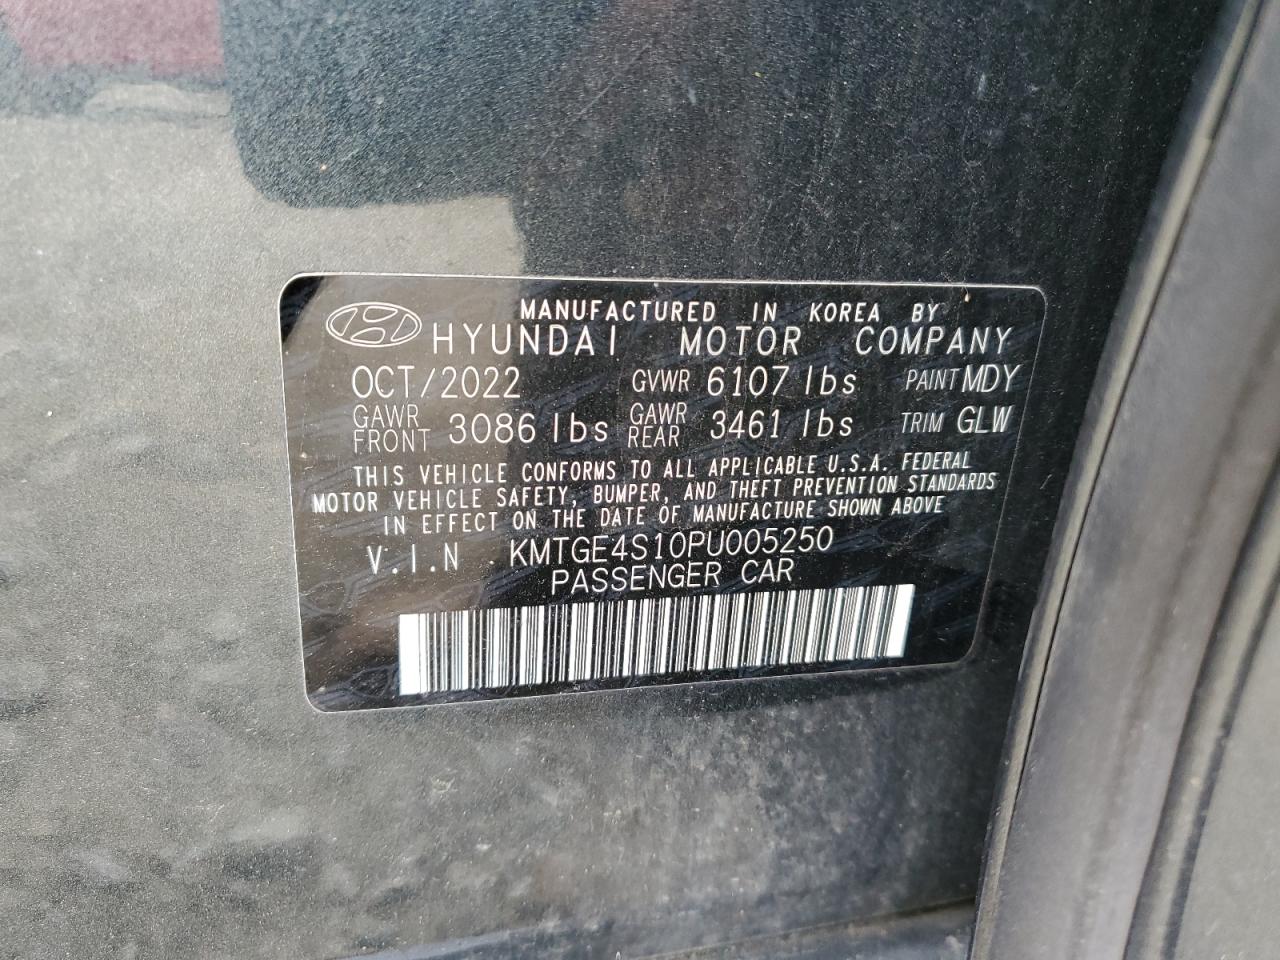 MANUFACTURED IN KOREA BY
HYUNDAI MOTOR COMPANY
OCT/2022 GVWR 6107 lbs PAINT MDY
GAWR FRONT 3086 lbs GAWR REAR 3461 lbs TRIM GLW
THIS VEHICLE CONFORMS TO ALL APPLICABLE U.S.A. FEDERAL
MOTOR VEHICLE SAFETY, BUMPER, AND THEFT PREVENTION STANDARDS
IN EFFECT ON THE DATE OF MANUFACTURE SHOWN ABOVE
V.I.N. KMTGE4S10PU005250
PASSENGER CAR